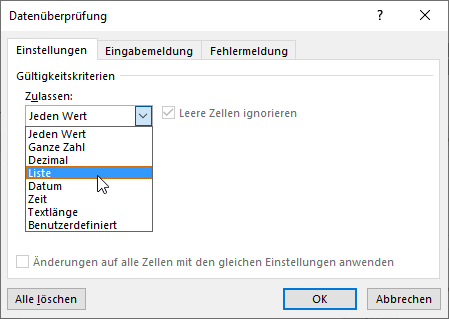 Datenüberprüfung
?
Einstellungen Eingabemeldung Fehlermeldung
Gültigkeitskriterien
Zulassen:
Jeden Wert Leere Zellen ignorieren
Jeden Wert
Ganze Zahl
Dezimal
Liste
Datum
Zeit
Textlänge
Benutzerdefiniert
Änderungen auf alle Zellen mit den gleichen Einstellungen anwenden
Alle löschen OK Abbrechen